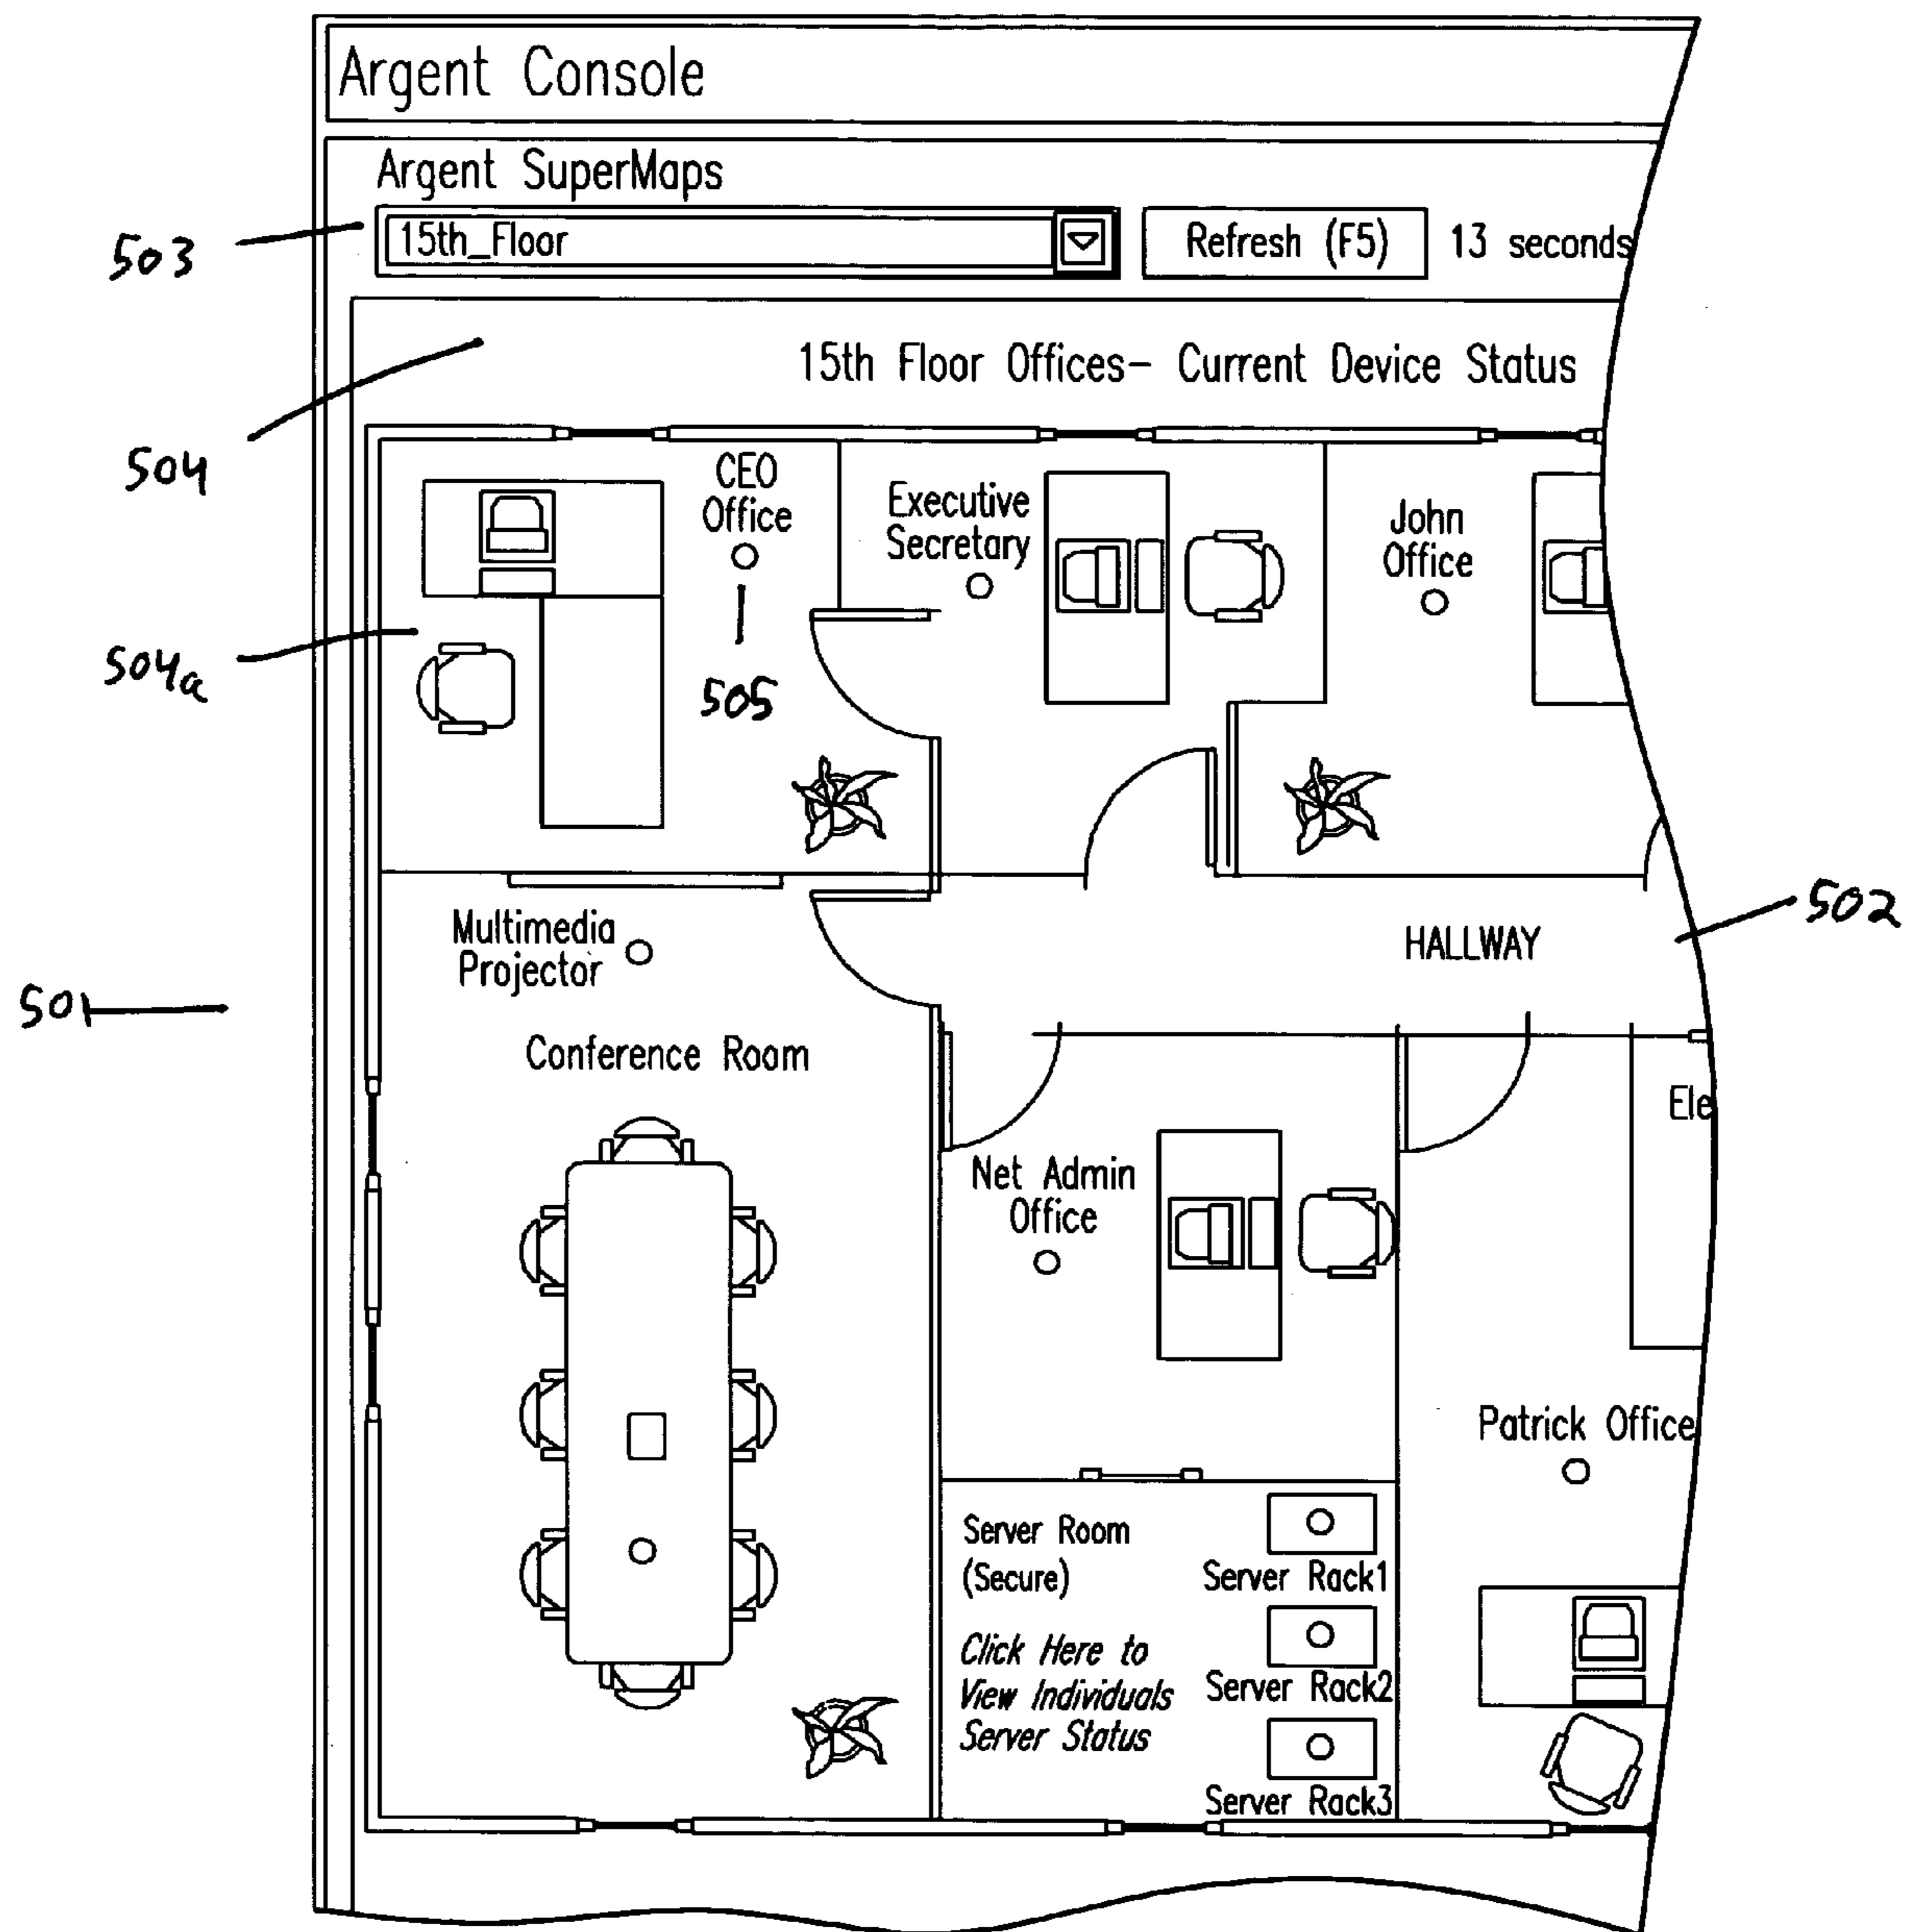 Argent Console
Argent SuperMaps
503
15th_Floor
Refresh (F5)
13 seconds
504
15th Floor Offices- Current Device Status
CEO
Office
Executive
Secretary
John
Office
504a
505
502
Multimedia
Projector
HALLWAY
501
Conference Room
Ele
Net Admin
Office
Patrick Office
Server Room
(Secure)
Server Rack1
Click Here to
View Individuals
Server Status
Server Rack2
Server Rack3